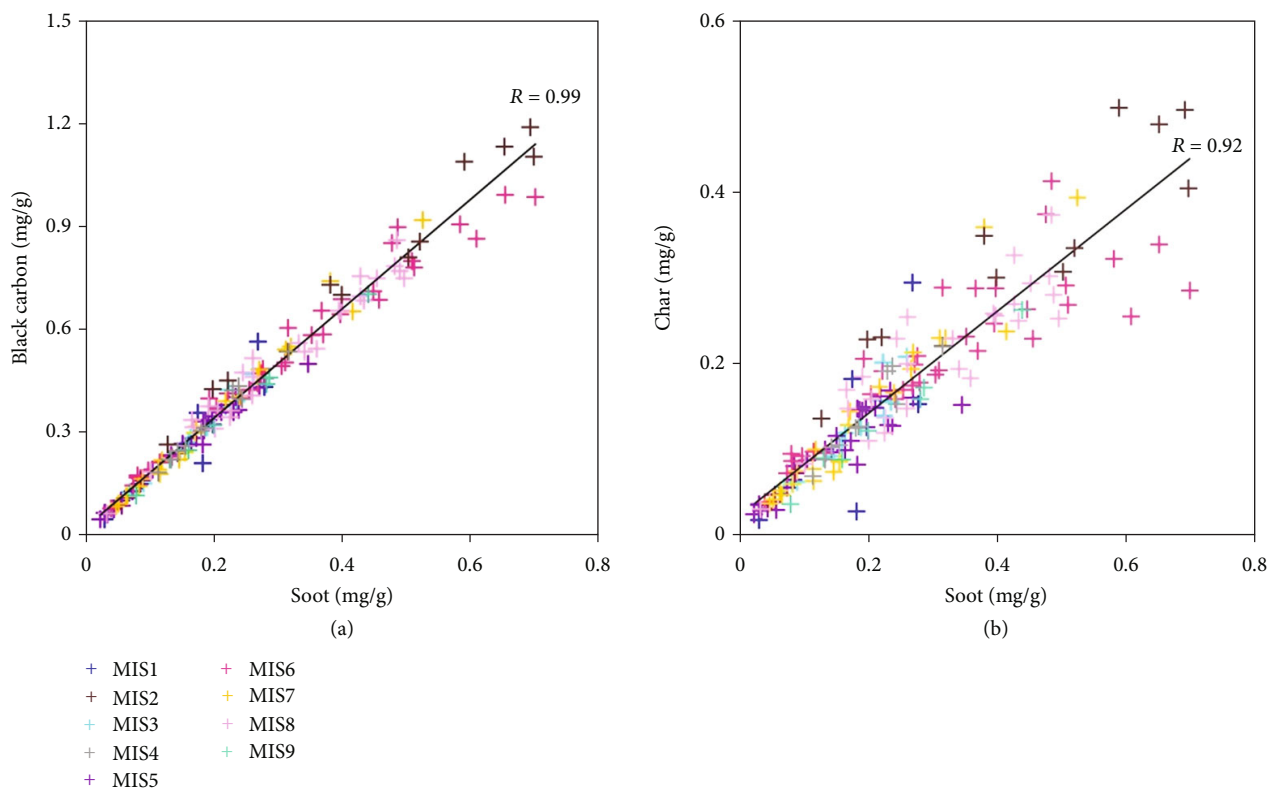 1.5
1.2
0.9
0.6
0.3
0
Black carbon (mg/g)
R = 0.99
0
0.2
0.4
0.6
0.8
Soot (mg/g)
(a)
0.6
0.4
0.2
0
Char (mg/g)
R = 0.92
0
0.2
0.4
0.6
0.8
Soot (mg/g)
(b)
MIS1
MIS2
MIS3
MIS4
MIS5
MIS6
MIS7
MIS8
MIS9